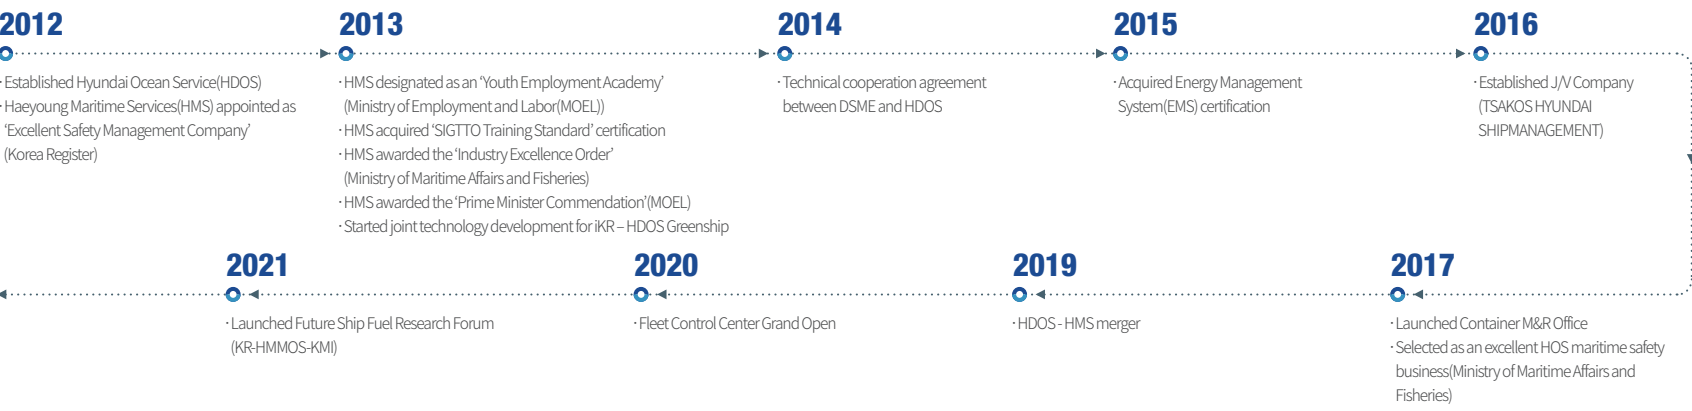 2012
· Established Hyundai Ocean Service(HDOS)
· Haeyoung Maritime Services(HMS) appointed as
‘Excellent Safety Management Company’
(Korea Register)
2013
· HMS designated as an ‘Youth Employment Academy’
(Ministry of Employment and Labor(MOEL))
· HMS acquired ‘SIGTTO Training Standard’ certification
· HMS awarded the ‘Industry Excellence Order’
(Ministry of Maritime Affairs and Fisheries)
· HMS awarded the ‘Prime Minister Commendation’(MOEL)
· Started joint technology development for iKR – HDOS Greenship
2014
· Technical cooperation agreement
between DSME and HDOS
2015
· Acquired Energy Management
System(EMS) certification
2016
· Established J/V Company
(TSAKOS HYUNDAI
SHIPMANAGEMENT)
2017
· Launched Container M&R Office
· Selected as an excellent HOS maritime safety
business(Ministry of Maritime Affairs and
Fisheries)
2019
· HDOS - HMS merger
2020
· Fleet Control Center Grand Open
2021
· Launched Future Ship Fuel Research Forum
(KR-HMMOS-KMI)